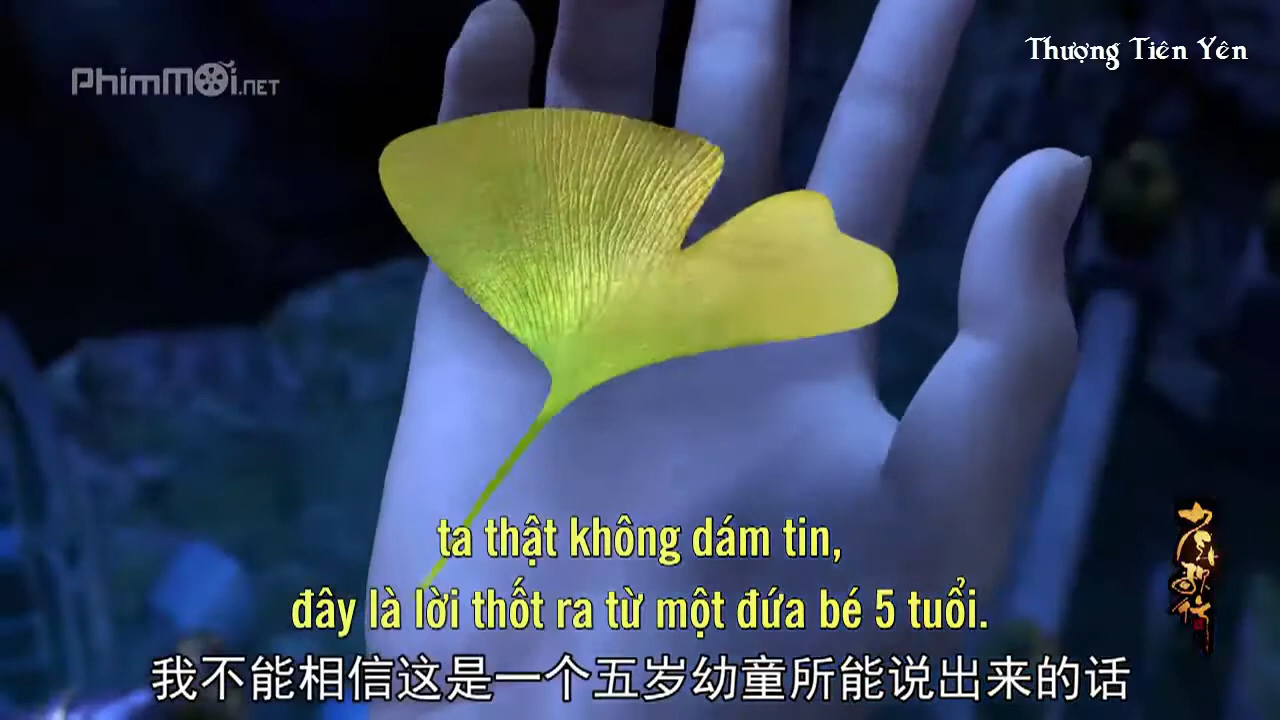 PhimMỗi.NET
Thượng Tiên Yên
ta thật không dám tin,
đây là lời thốt ra từ một đứa bé 5 tuổi.
我不能相信这是一个五岁幼童所能说出来的话